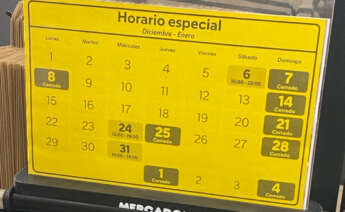 Horario especial
Diciembre - Enero
Lunes Martes Miércoles Jueves Viernes Sábado Domingo
1 2 3 4 5 6 7
Cerrado
8 9 10 11 12 13 14
Cerrado Cerrado
15 16 17 18 19 20 21
Cerrado
22 23 24 25 26 27 28
Cerrado Cerrado
29 30 31
1 2 3 4
Cerrado Cerrado